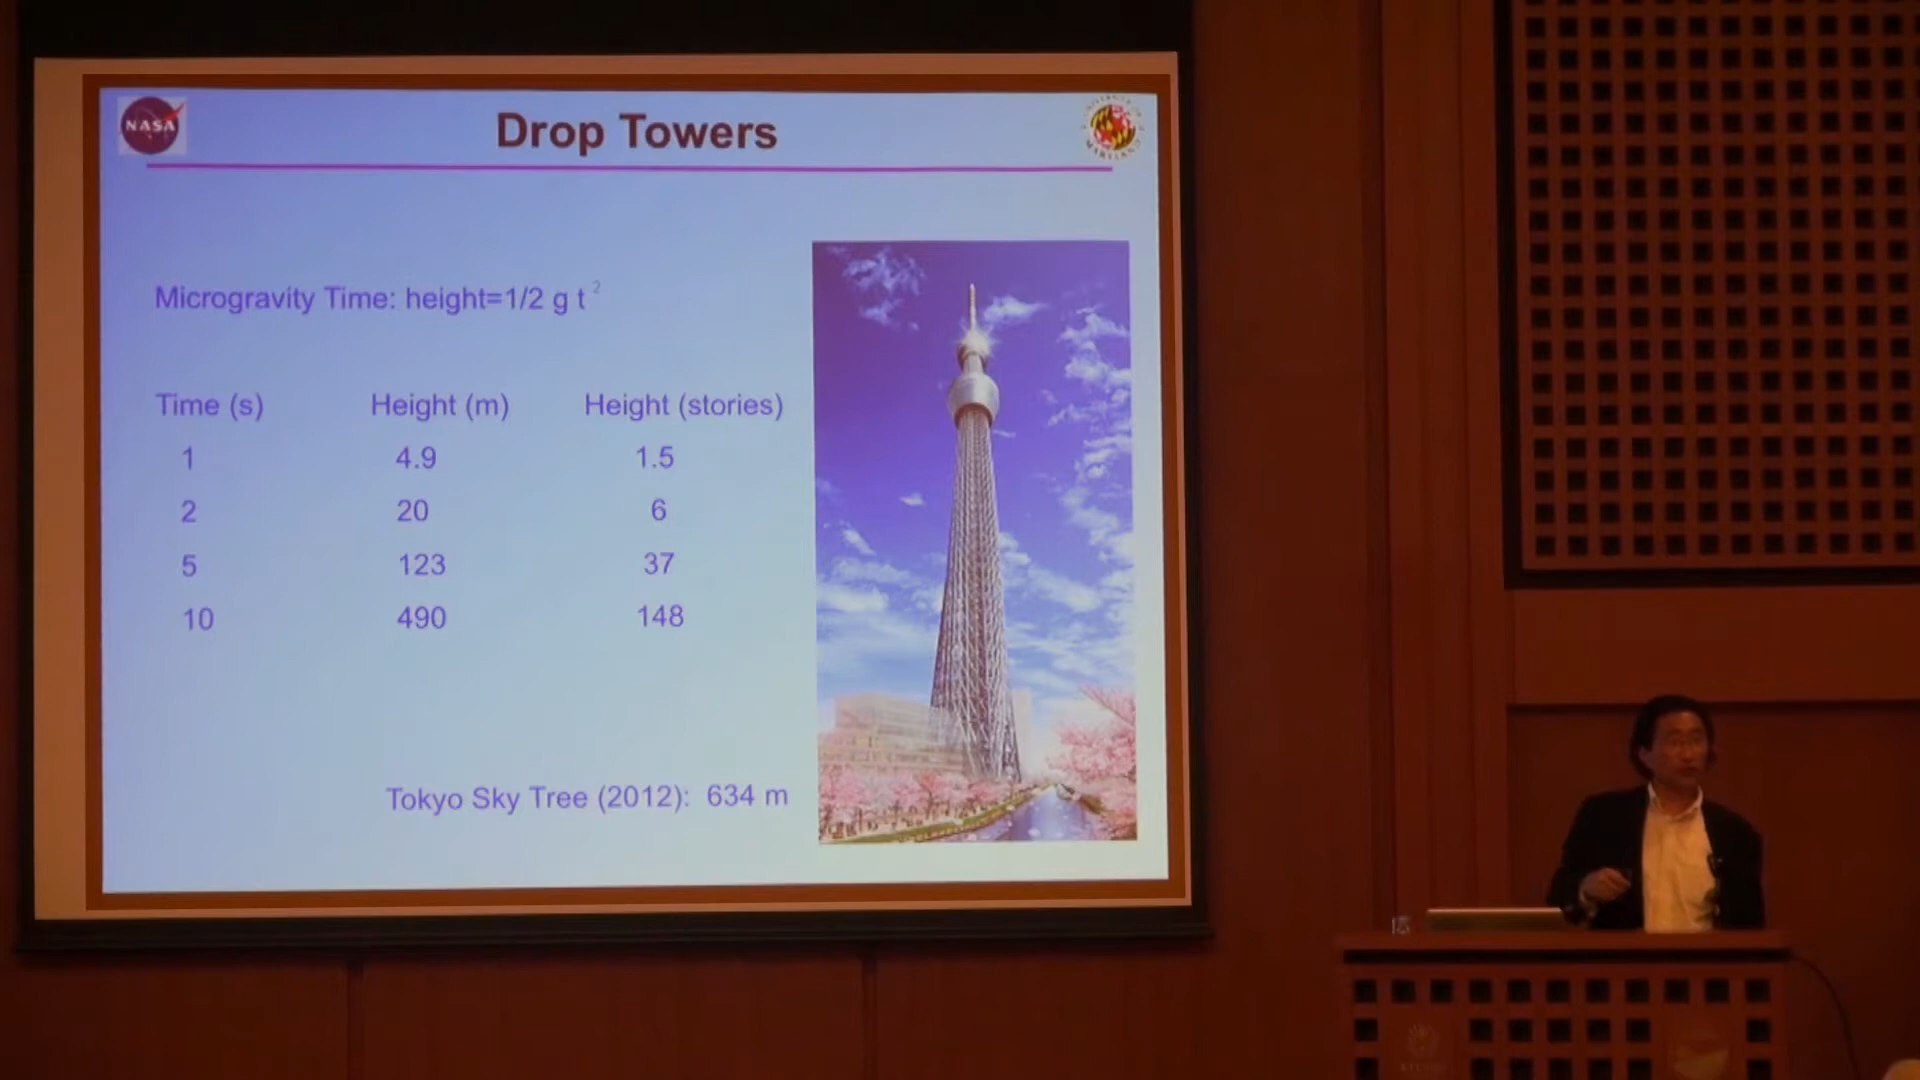 NASA
Drop Towers
MARYLAND
Microgravity Time: height=1/2 g t 2
Time (s) Height (m) Height (stories)
1 4.9 1.5
2 20 6
5 123 37
10 490 148
Tokyo Sky Tree (2012): 634 m